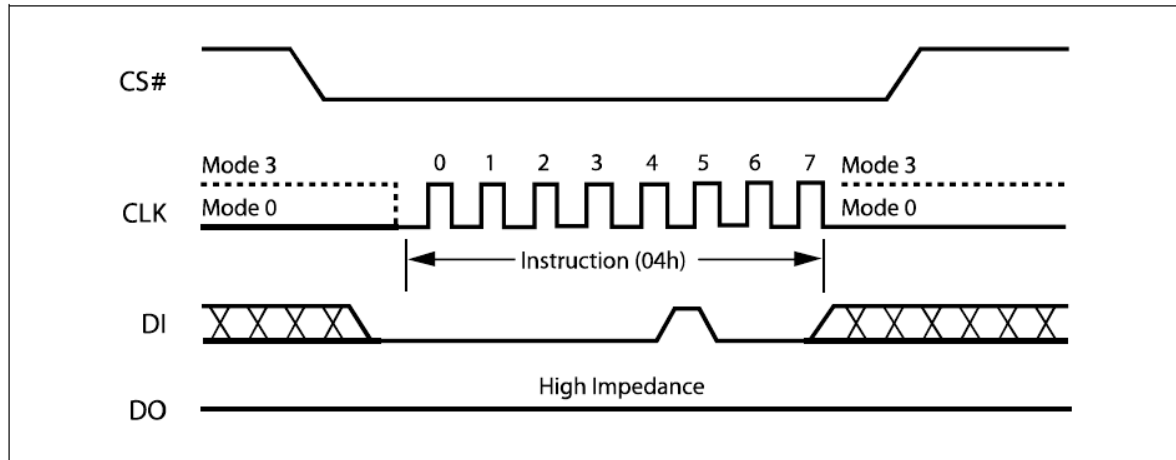 CS#
Mode 3
0 1 2 3 4 5 6 7
Mode 3
CLK
Mode 0
Mode 0
Instruction (04h)
DI
High Impedance
DO